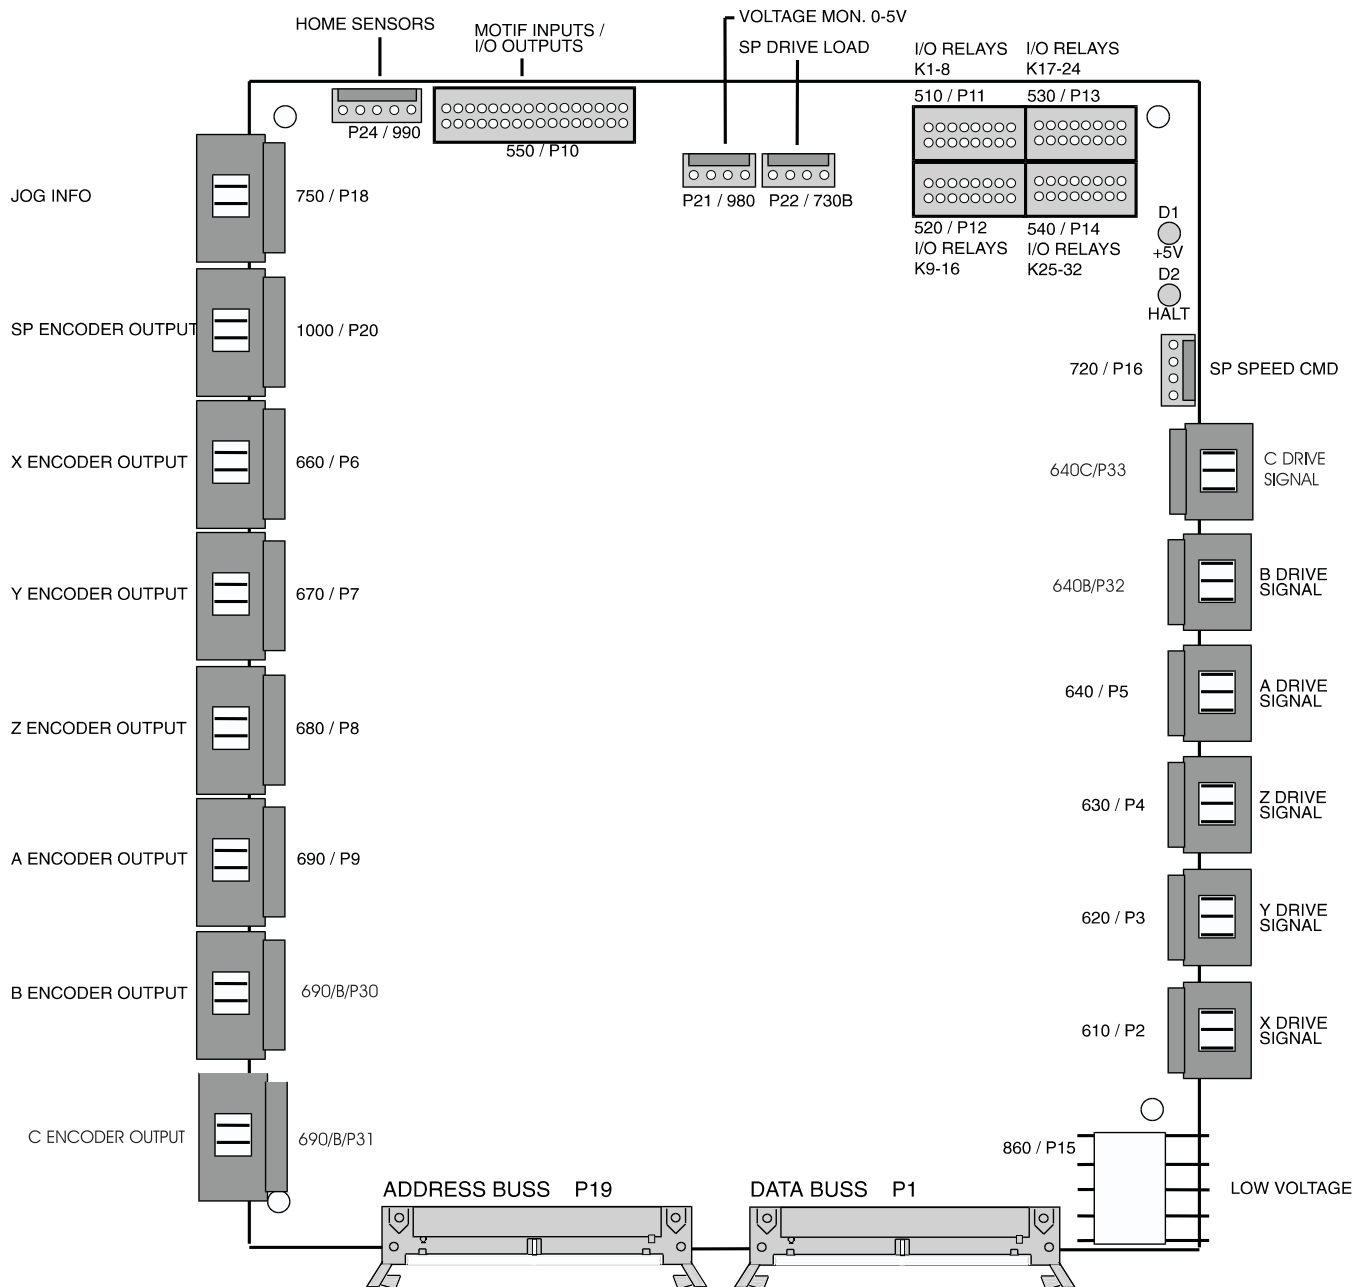 HOME SENSORS
MOTIF INPUTS /
I/O OUTPUTS
VOLTAGE MON. 0-5V
SP DRIVE LOAD
I/O RELAYS
K1-8
I/O RELAYS
K17-24
510 / P11
530 / P13
P24 / 990
550 / P10
P21 / 980
P22 / 730B
520 / P12
I/O RELAYS
K9-16
540 / P14
I/O RELAYS
K25-32
D1
+5V
D2
HALT
JOG INFO
750 / P18
SP ENCODER OUTPUT
1000 / P20
720 / P16
SP SPEED CMD
X ENCODER OUTPUT
660 / P6
640C/P33
C DRIVE
SIGNAL
Y ENCODER OUTPUT
670 / P7
640B/P32
B DRIVE
SIGNAL
Z ENCODER OUTPUT
680 / P8
640 / P5
A DRIVE
SIGNAL
630 / P4
Z DRIVE
SIGNAL
A ENCODER OUTPUT
690 / P9
620 / P3
Y DRIVE
SIGNAL
B ENCODER OUTPUT
690/B/P30
610 / P2
X DRIVE
SIGNAL
C ENCODER OUTPUT
690/B/P31
860 / P15
LOW VOLTAGE
ADDRESS BUSS P19
DATA BUSS P1